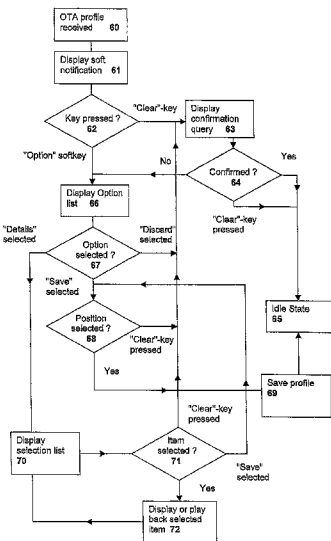 OTA profile
received 60
Display soft
notification 61
Key pressed ?
62
"Clear"-key
Display
confirmation
query 63
"Option" softkey
No
Yes
Confirmed ?
64
Display Option
list 66
"Clear"-key
pressed
"Details"
selected
Option
selected ?
67
"Discard"
selected
"Save"
selected
Position
selected ?
68
"Clear"-key
pressed
Idle State
65
Yes
Save profile
69
"Clear"-key
pressed
Display
selection list
70
Item
selected ?
71
"Save"
selected
Yes
Display or play
back selected
item 72